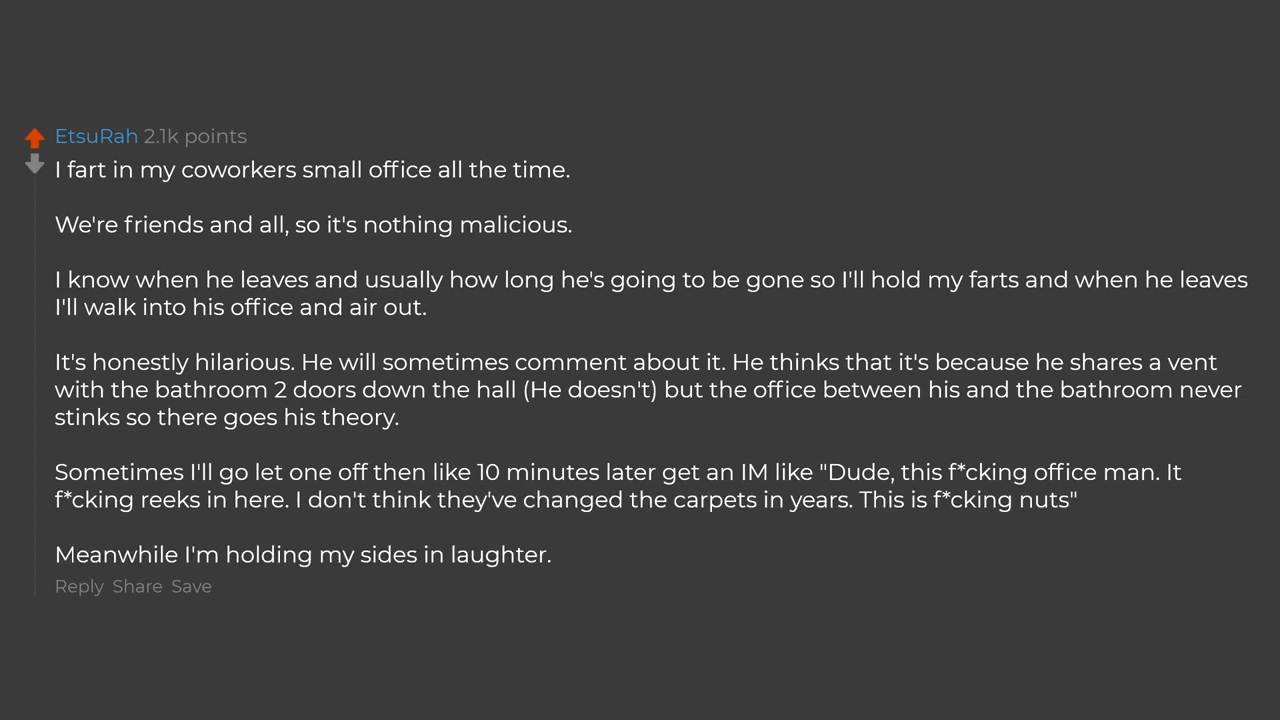 EtsuRah 2.1k points
I fart in my coworkers small office all the time.
We're friends and all, so it's nothing malicious.
I know when he leaves and usually how long he's going to be gone so I'll hold my farts and when he leaves
I'll walk into his office and air out.
It's honestly hilarious. He will sometimes comment about it. He thinks that it's because he shares a vent
with the bathroom 2 doors down the hall (He doesn't) but the office between his and the bathroom never
stinks so there goes his theory.
Sometimes I'll go let one off then like 10 minutes later get an IM like "Dude, this f*cking office man. It
f*cking reeks in here. I don't think they've changed the carpets in years. This is f*cking nuts"
Meanwhile I'm holding my sides in laughter.
Reply Share Save